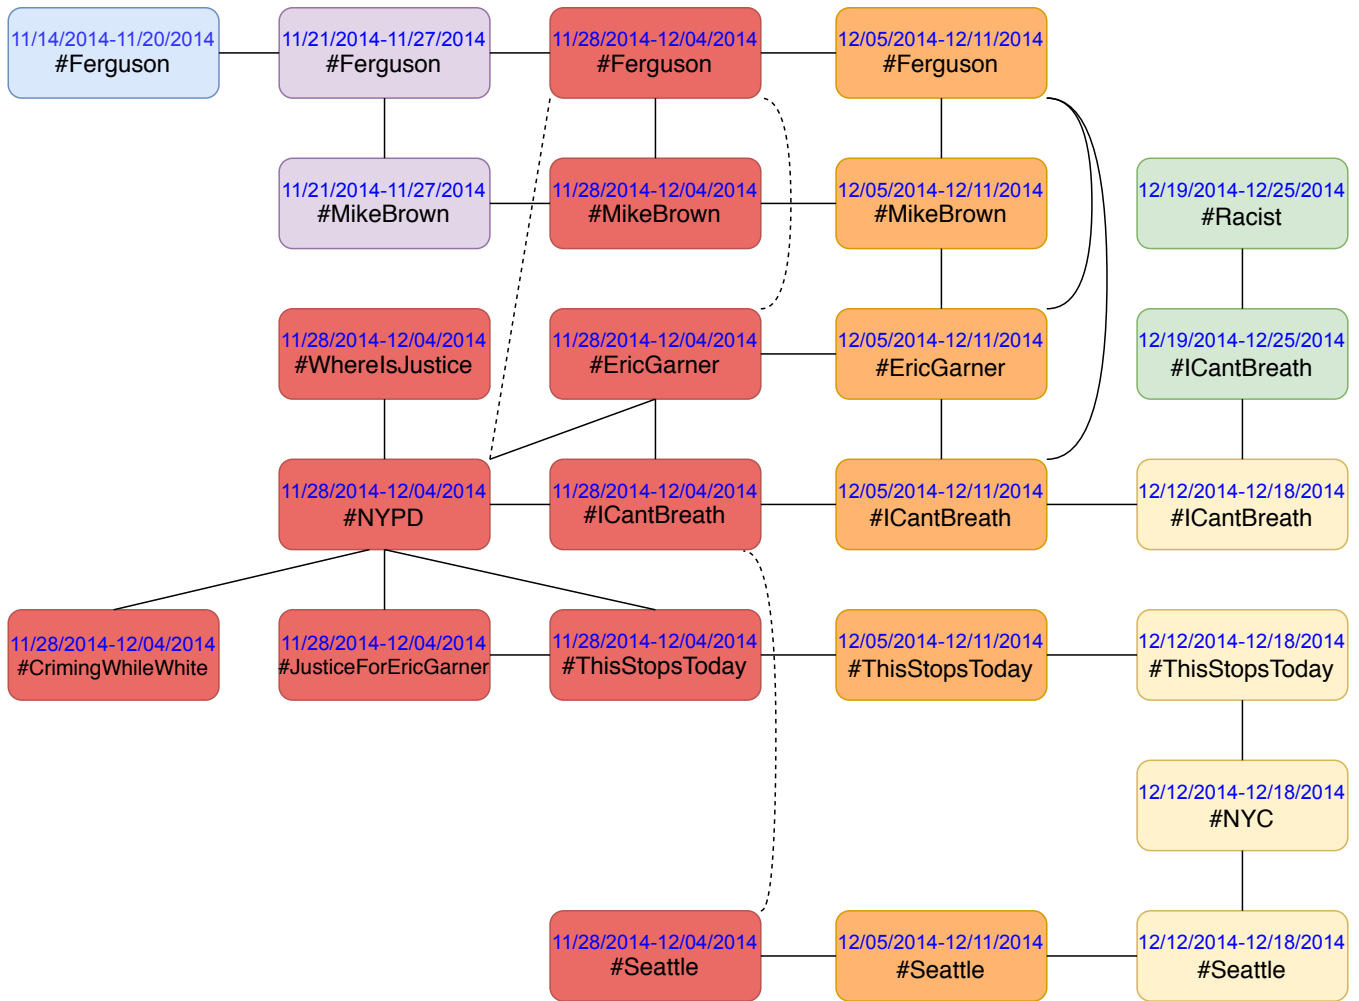 11/14/2014-11/20/2014
#Ferguson
11/21/2014-11/27/2014
#Ferguson
11/28/2014-12/04/2014
#Ferguson
12/05/2014-12/11/2014
#Ferguson
11/21/2014-11/27/2014
#MikeBrown
11/28/2014-12/04/2014
#MikeBrown
12/05/2014-12/11/2014
#MikeBrown
12/19/2014-12/25/2014
#Racist
11/28/2014-12/04/2014
#WhereIsJustice
11/28/2014-12/04/2014
#EricGarner
12/05/2014-12/11/2014
#EricGarner
12/19/2014-12/25/2014
#ICantBreath
11/28/2014-12/04/2014
#NYPD
11/28/2014-12/04/2014
#ICantBreath
12/05/2014-12/11/2014
#ICantBreath
12/12/2014-12/18/2014
#ICantBreath
11/28/2014-12/04/2014
#CrimingWhileWhite
11/28/2014-12/04/2014
#JusticeForEricGarner
11/28/2014-12/04/2014
#ThisStopsToday
12/05/2014-12/11/2014
#ThisStopsToday
12/12/2014-12/18/2014
#ThisStopsToday
12/12/2014-12/18/2014
#NYC
11/28/2014-12/04/2014
#Seattle
12/05/2014-12/11/2014
#Seattle
12/12/2014-12/18/2014
#Seattle